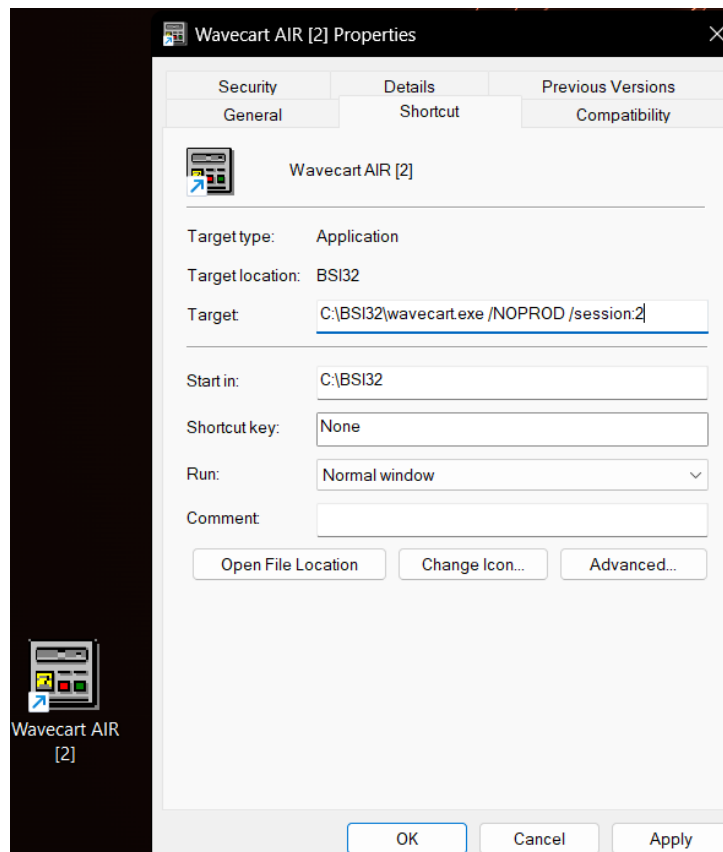 Wavecart AIR [2] Properties
Security Details Previous Versions
General Shortcut Compatibility
Wavecart AIR [2]
Target type: Application
Target location: BSI32
Target: C:\BSI32\wavecart.exe /NOPROD /session:2
Start in: C:\BSI32
Shortcut key: None
Run: Normal window
Comment:
Open File Location Change Icon... Advanced...
Wavecart AIR
[2]
OK Cancel Apply